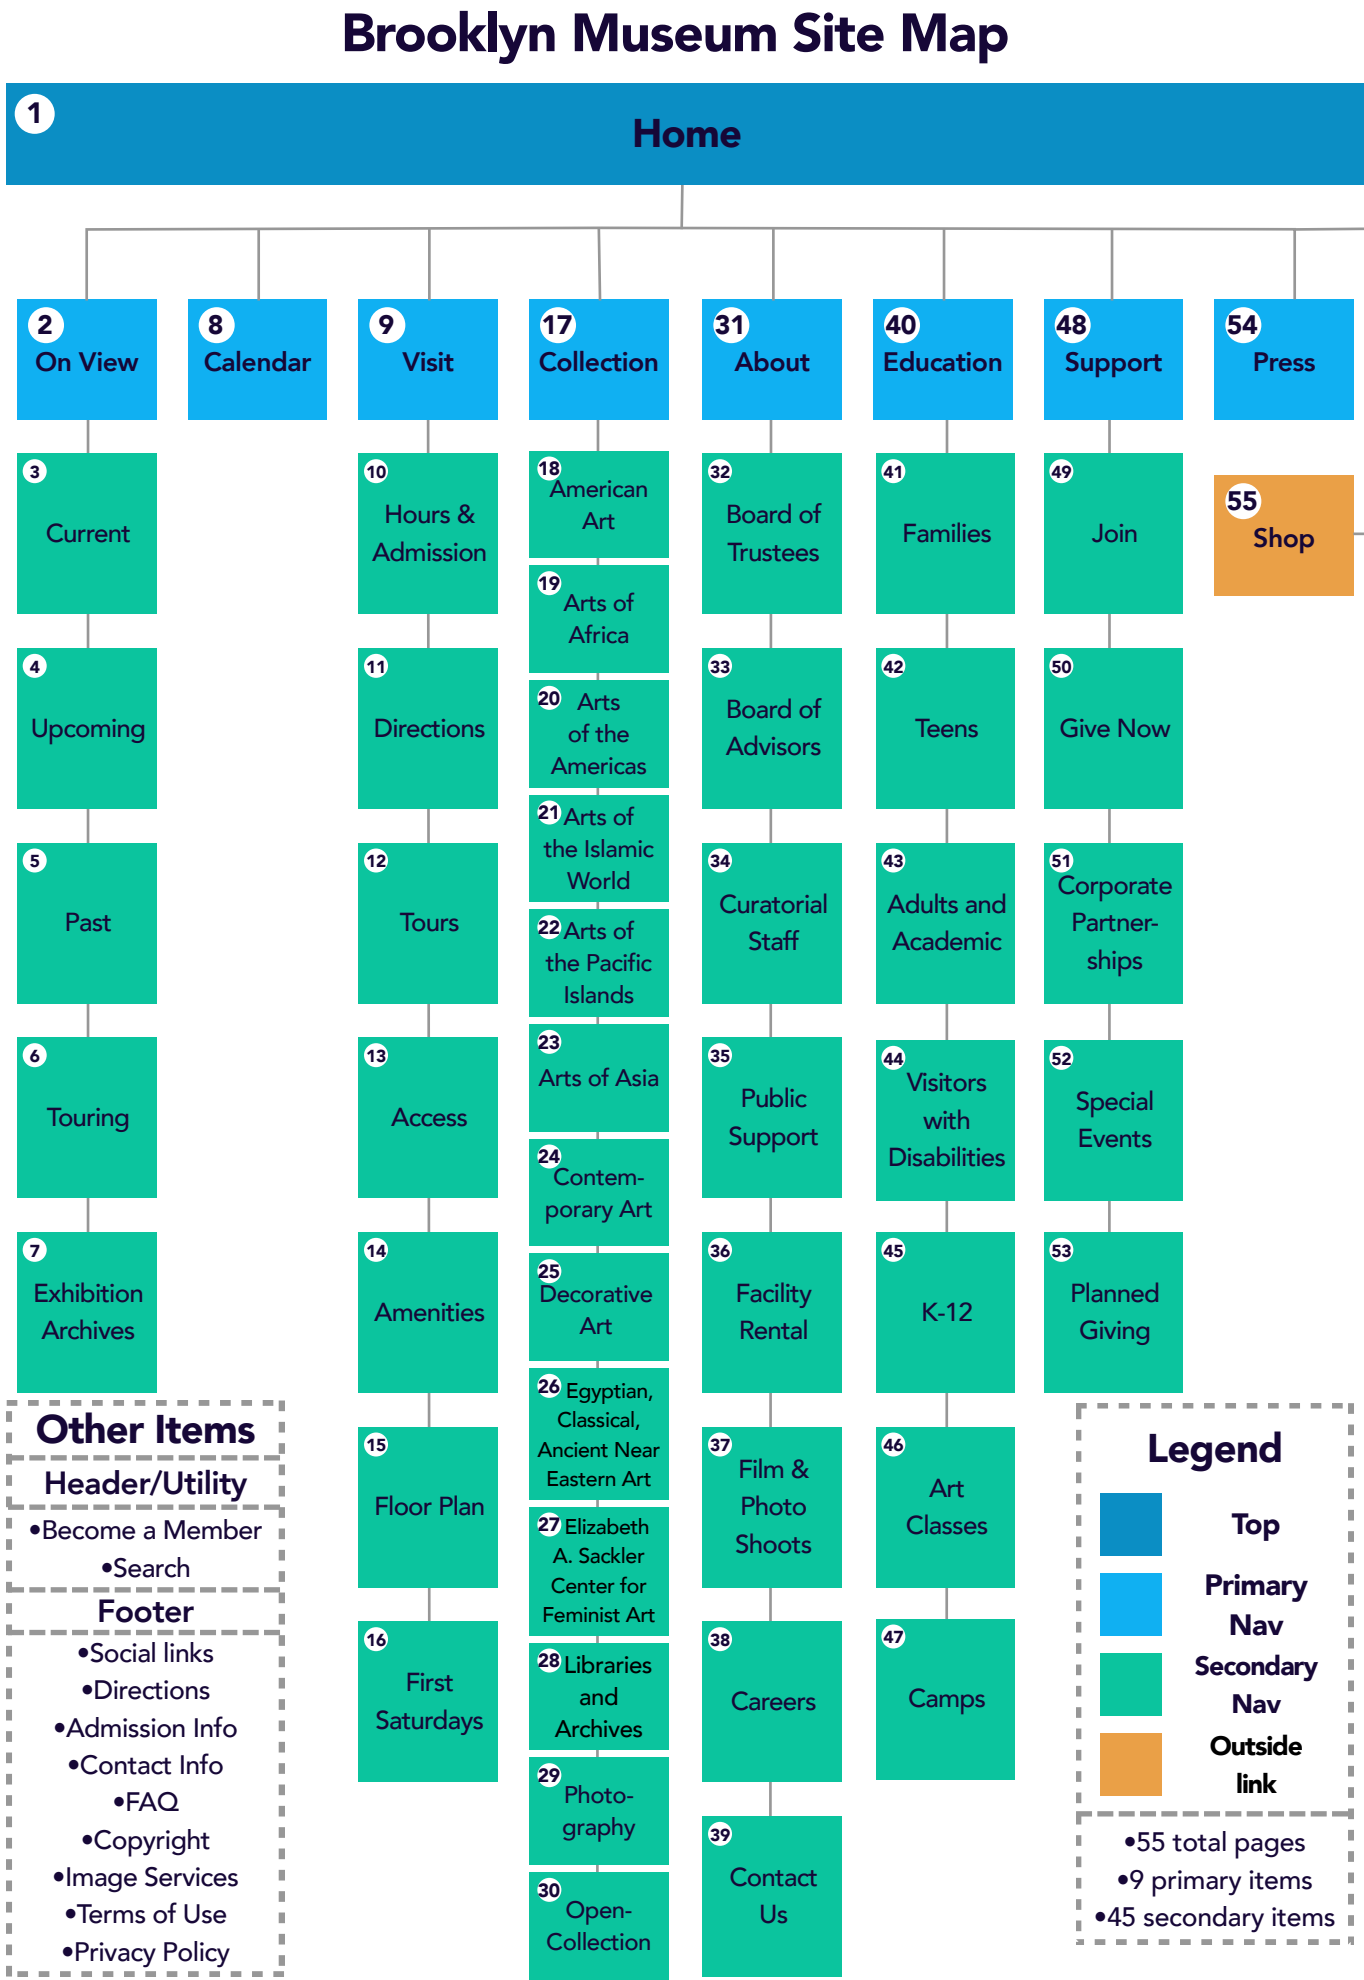 Brooklyn Museum Site Map
1
Home
2
On View
8
Calendar
9
Visit
17
Collection
31
About
40
Education
48
Support
54
Press
3
Current
4
Upcoming
5
Past
6
Touring
7
Exhibition
Archives
10
Hours &
Admission
11
Directions
12
Tours
13
Access
14
Amenities
15
Floor Plan
16
First
Saturdays
18
American
Art
19
Arts of
Africa
20
Arts
of the
Americas
21
Arts of
the Islamic
World
22
Arts of
the Pacific
Islands
23
Arts of Asia
24
Contem-
porary Art
25
Decorative
Art
26
Egyptian,
Classical,
Ancient Near
Eastern Art
27
Elizabeth
A. Sackler
Center for
Feminist Art
28
Libraries
and
Archives
29
Photo-
graphy
30
Open-
Collection
32
Board of
Trustees
33
Board of
Advisors
34
Curatorial
Staff
35
Public
Support
36
Facility
Rental
37
Film &
Photo
Shoots
38
Careers
39
Contact
Us
41
Families
42
Teens
43
Adults and
Academic
44
Visitors
with
Disabilities
45
K-12
46
Art
Classes
47
Camps
49
Join
50
Give Now
51
Corporate
Partner-
ships
52
Special
Events
53
Planned
Giving
55
Shop
Other Items
Header/Utility
•Become a Member
•Search
Footer
•Social links
•Directions
•Admission Info
•Contact Info
•FAQ
•Copyright
•Image Services
•Terms of Use
•Privacy Policy
Legend
Top
Primary
Nav
Secondary
Nav
Outside
link
•55 total pages
•9 primary items
•45 secondary items